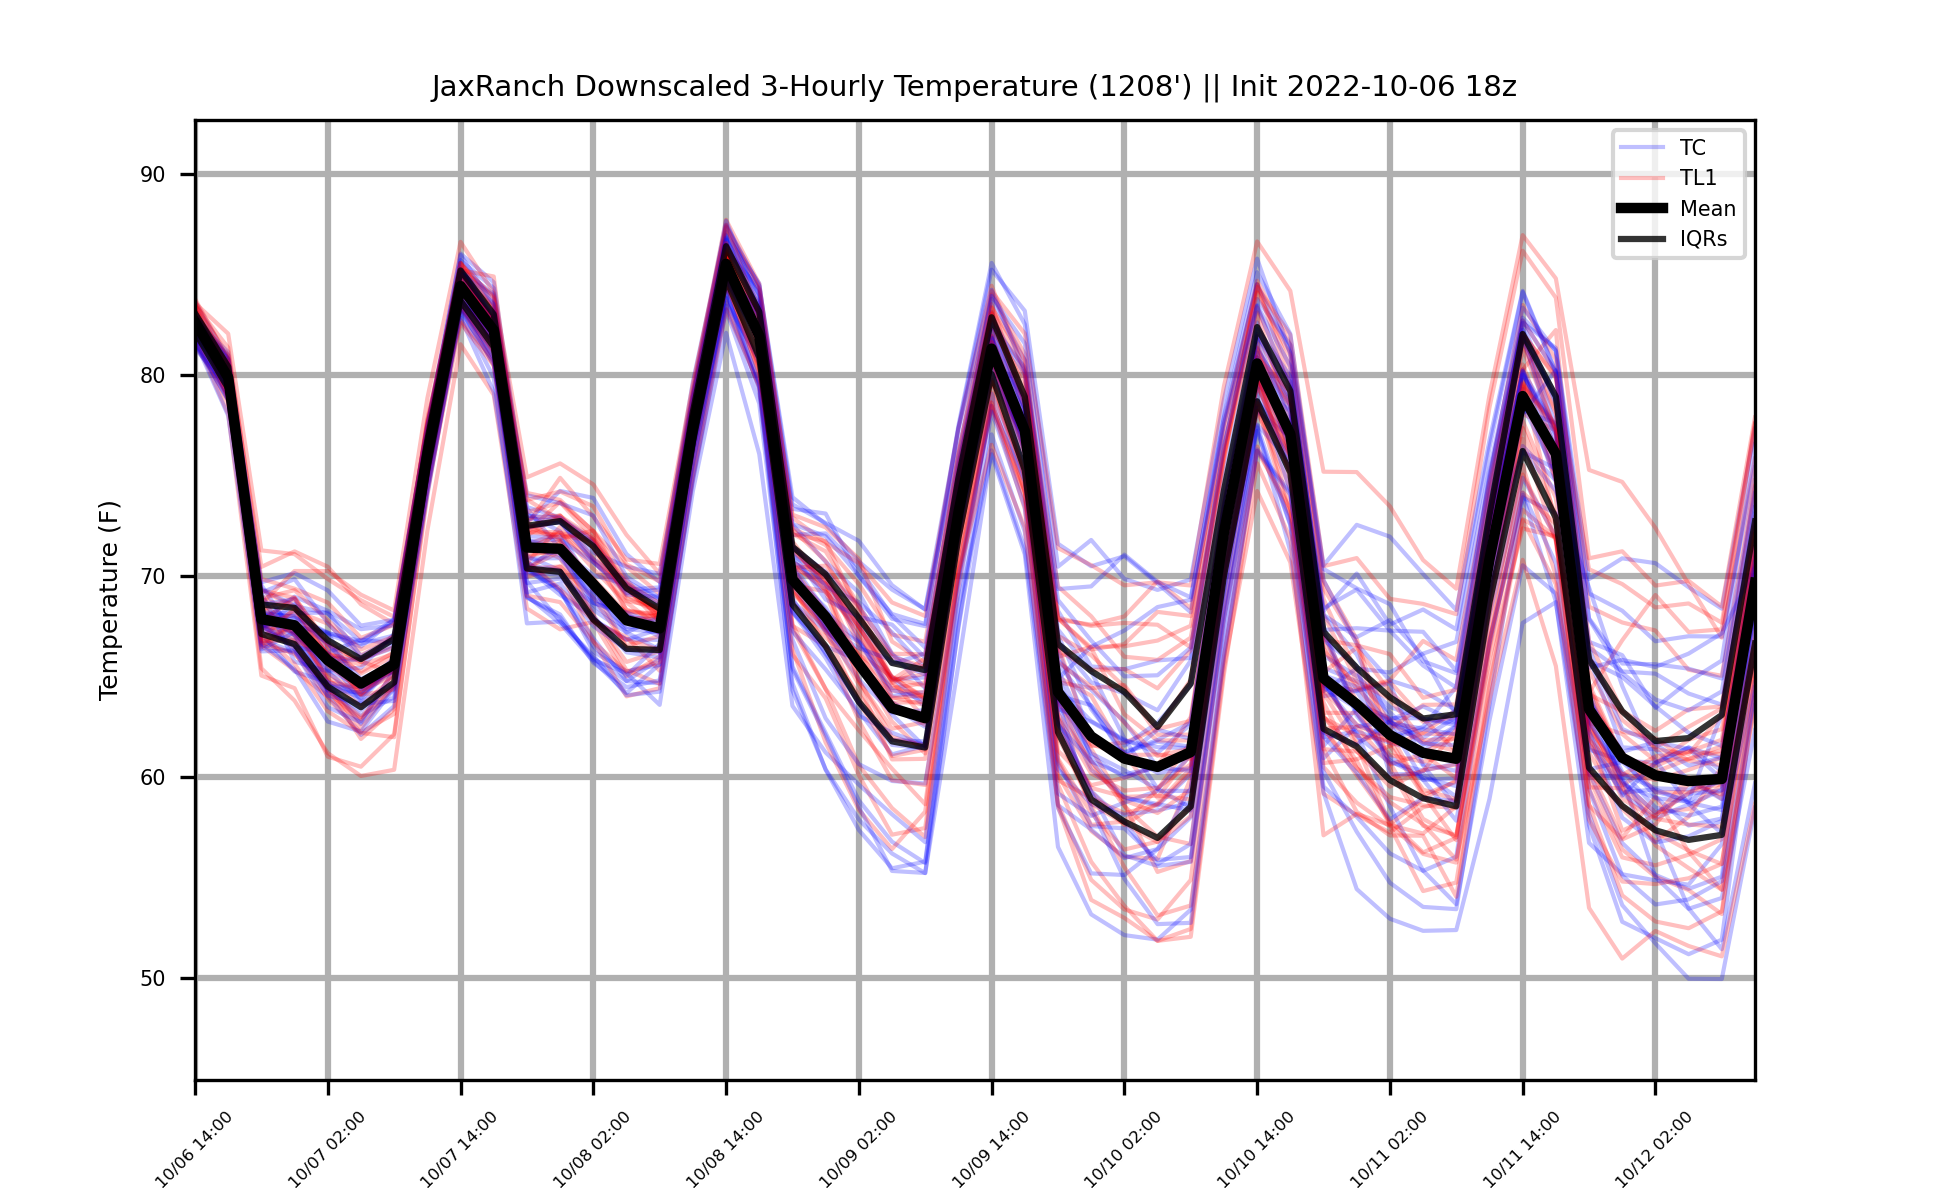 JaxRanch Downscaled 3-Hourly Temperature (1208') || Init 2022-10-06 18z
TC
TL1
Mean
IQRs
Temperature (F)
90
80
70
60
50
10/06 14:00
10/07 02:00
10/07 14:00
10/08 02:00
10/08 14:00
10/09 02:00
10/09 14:00
10/10 02:00
10/10 14:00
10/11 02:00
10/11 14:00
10/12 02:00